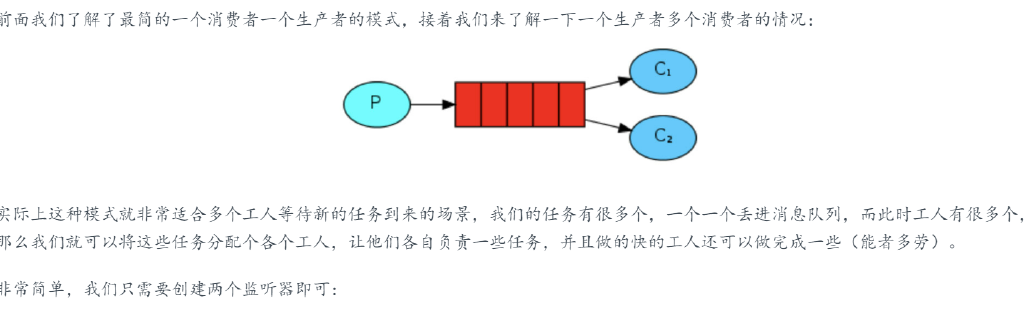 前面我们了解了最简的一个消费者一个生产者的模式，接着我们来了解一下一个生产者多个消费者的情况：
P
C₁
C₂
实际上这种模式就非常适合多个工人等待新的任务到来的场景，我们的任务有很多个，一个一个丢进消息队列，而此时工人有很多个，
那么我们就可以将这些任务分配个各个工人，让他们各自负责一些任务，并且做的快的工人还可以做完成一些（能者多劳）。
非常简单，我们只需要创建两个监听器即可：